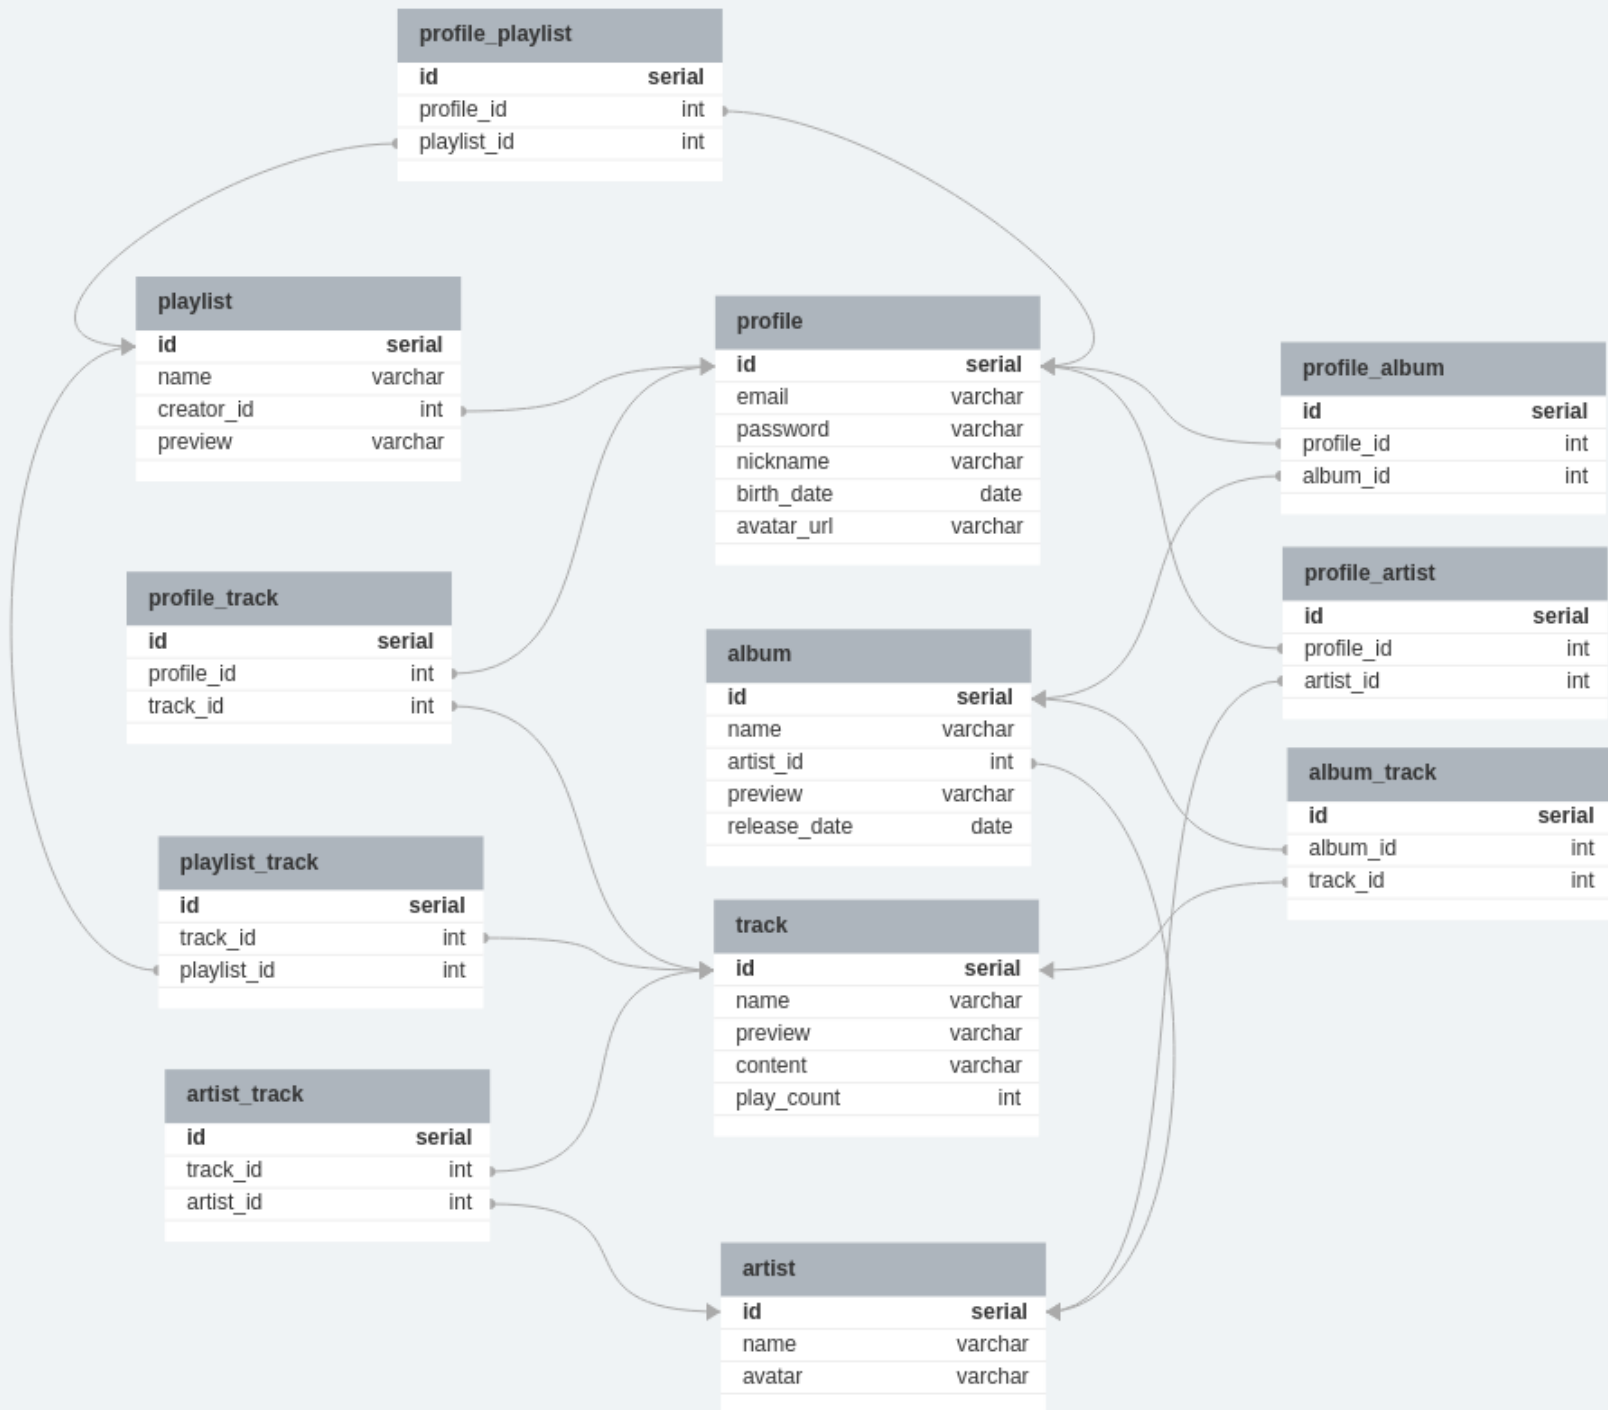 profile_playlist
id serial
profile_id int
playlist_id int
playlist
id serial
name varchar
creator_id int
preview varchar
profile
id serial
email varchar
password varchar
nickname varchar
birth_date date
avatar_url varchar
profile_album
id serial
profile_id int
album_id int
profile_track
id serial
profile_id int
track_id int
album
id serial
name varchar
artist_id int
preview varchar
release_date date
profile_artist
id serial
profile_id int
artist_id int
album_track
id serial
album_id int
track_id int
playlist_track
id serial
track_id int
playlist_id int
track
id serial
name varchar
preview varchar
content varchar
play_count int
artist_track
id serial
track_id int
artist_id int
artist
id serial
name varchar
avatar varchar